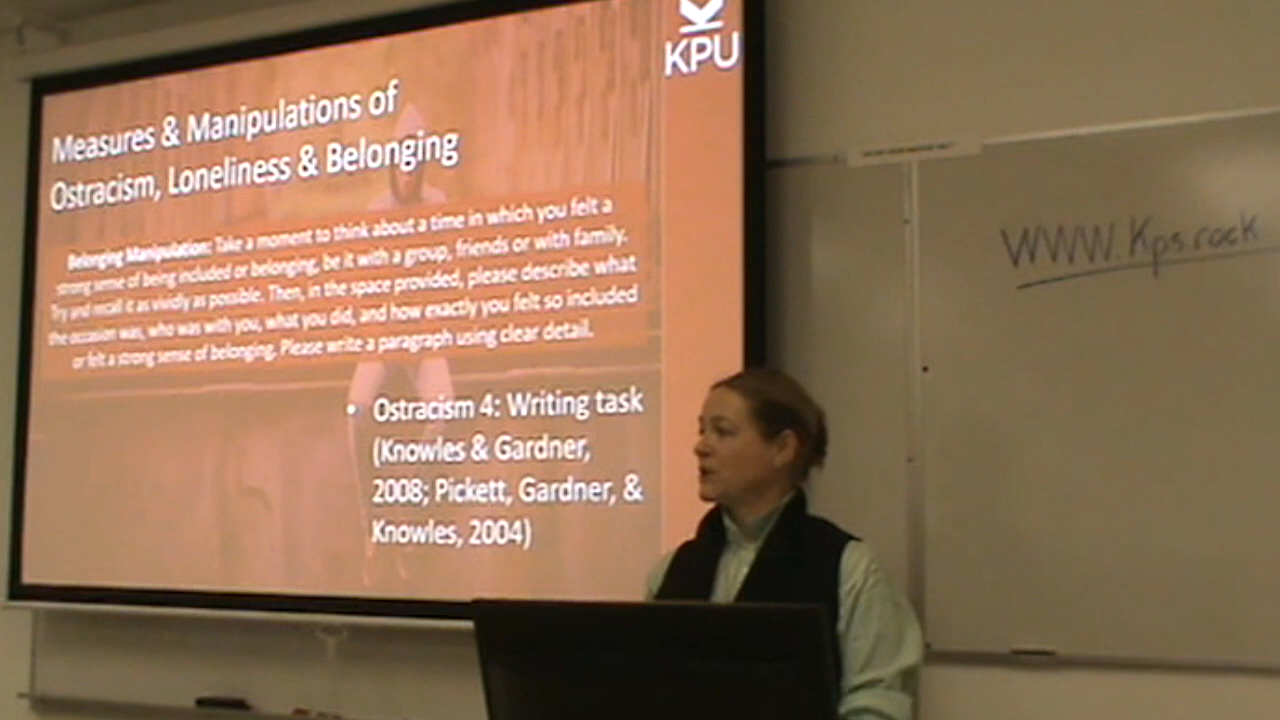 KPU
Measures & Manipulations of
Ostracism, Loneliness & Belonging
Belonging Manipulation: Take a moment to think about a time in which you felt a
strong sense of being included or belonging, be it with a group, friends or with family.
Try and recall it as vividly as possible. Then, in the space provided, please describe what
the occasion was, who was with you, what you did, and how exactly you felt so included
or felt a strong sense of belonging. Please write a paragraph using clear detail.
• Ostracism 4: Writing task
(Knowles & Gardner,
2008; Pickett, Gardner, &
Knowles, 2004)
WWW.Kps.rock